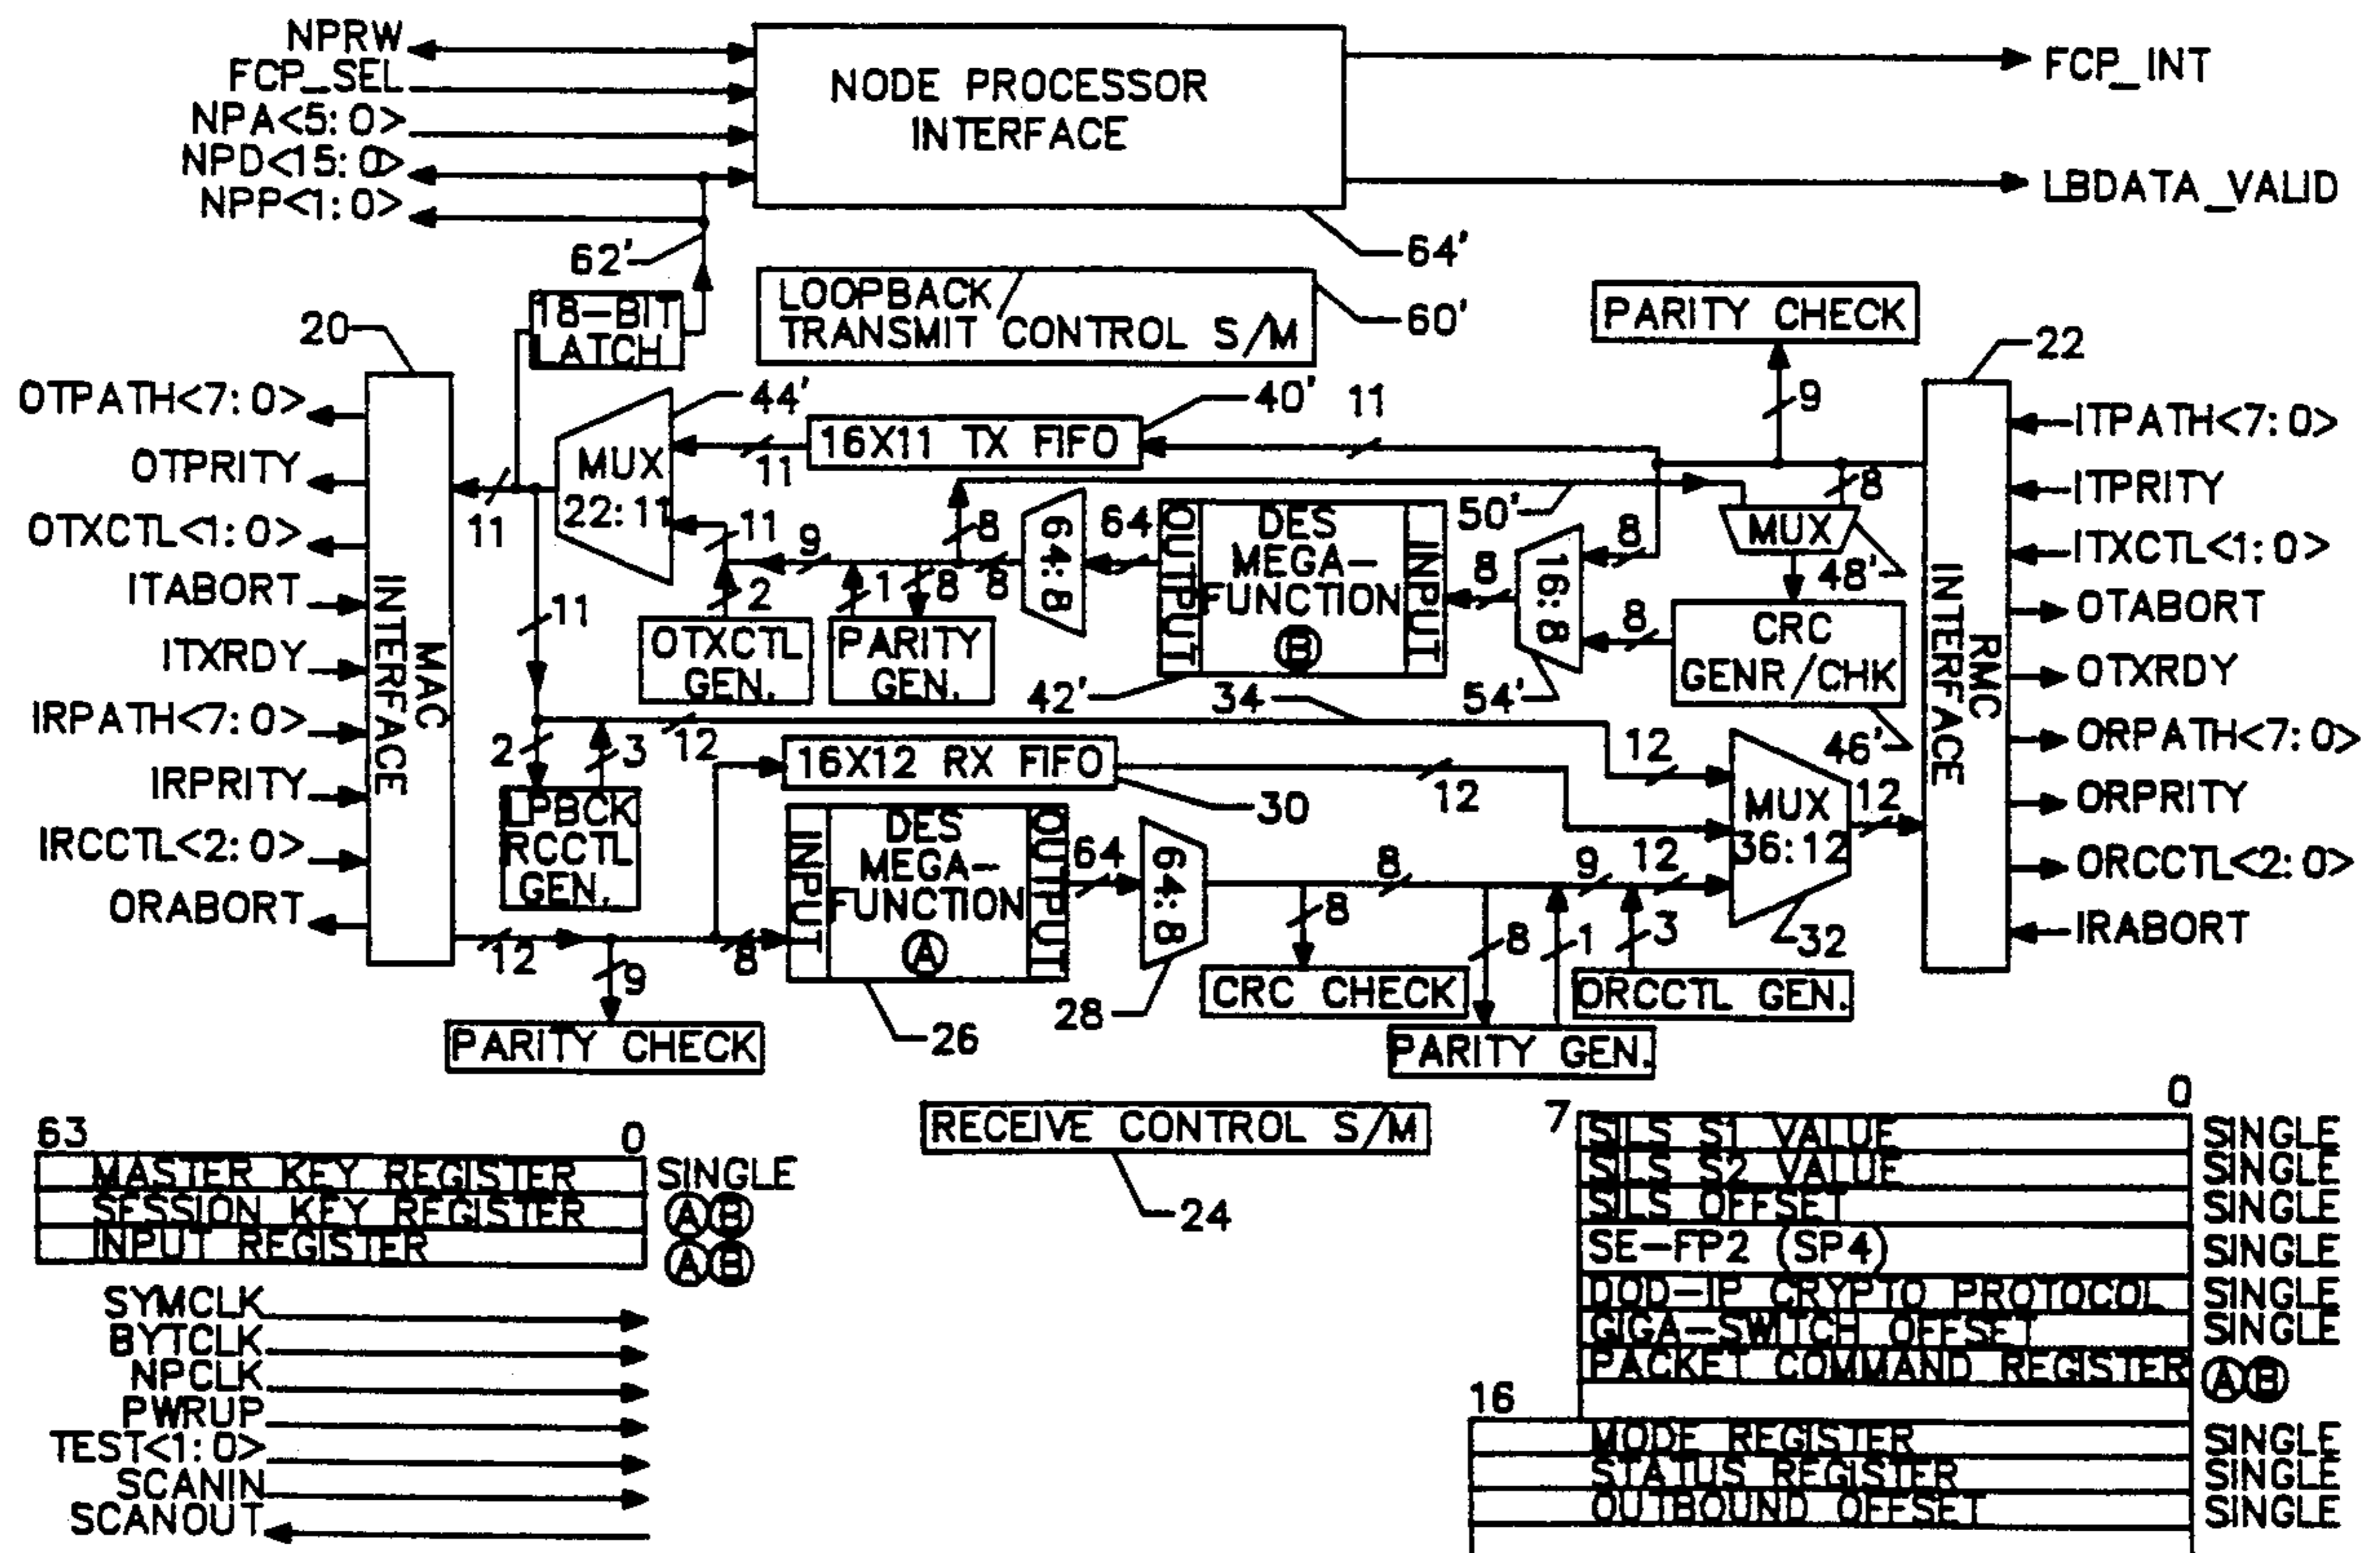 NPRW
FCP_SEL
NPA<5:0>
NPD<15:0>
NPP<1:0>
NODE PROCESSOR
INTERFACE
FCP_INT
LBDATA_VALID
62'
64'
18-BIT
LATCH
LOOPBACK/
TRANSMIT CONTROL S/M
60'
PARITY CHECK
20
22
OTPATH<7:0>
OTPRITY
OTXCTL<1:0>
ITABORT
ITXRDY
IRPATH<7:0>
IRPRITY
IRCCTL<2:0>
ORABORT
MAC
INTERFACE
44'
MUX
22:11
11
11
40'
16X11 TX FIFO
11
9
8
11
9
8
8
8
1
2
64:8
64
OUTPUT
DES
MEGA-
FUNCTION
B
INPUT
50'
8
16:8
8
8
MUX
48'
CRC
GENR/CHK
46'
OTXCTL
GEN.
PARITY
GEN.
42'
54'
34
RMC
INTERFACE
ITPATH<7:0>
ITPRITY
ITXCTL<1:0>
OTABORT
OTXRDY
ORPATH<7:0>
ORPRITY
ORCCTL<2:0>
IRABORT
11
2
3
12
LPBCK
RCCTL
GEN.
16X12 RX FIFO
30
12
12
MUX
36:12
12
32
12
9
8
INPUT
DES
MEGA-
FUNCTION
A
OUTPUT
64
64:8
8
8
9
12
8
1
3
26
28
CRC CHECK
ORCCTL GEN.
PARITY CHECK
PARITY GEN.
RECEIVE CONTROL S/M
24
63
0
MASTER KEY REGISTER SINGLE
SESSION KEY REGISTER A B
INPUT REGISTER A B
SYMCLK
BYTCLK
NPCLK
PWRUP
TEST<1:0>
SCANIN
SCANOUT
7
0
SILS S1 VALUE SINGLE
SILS S2 VALUE SINGLE
SILS OFFSET SINGLE
SE-FP2 (SP4) SINGLE
DOD-IP CRYPTO PROTOCOL SINGLE
GIGA-SWITCH OFFSET SINGLE
PACKET COMMAND REGISTER A B
16
MODE REGISTER SINGLE
STATUS REGISTER SINGLE
OUTBOUND OFFSET SINGLE